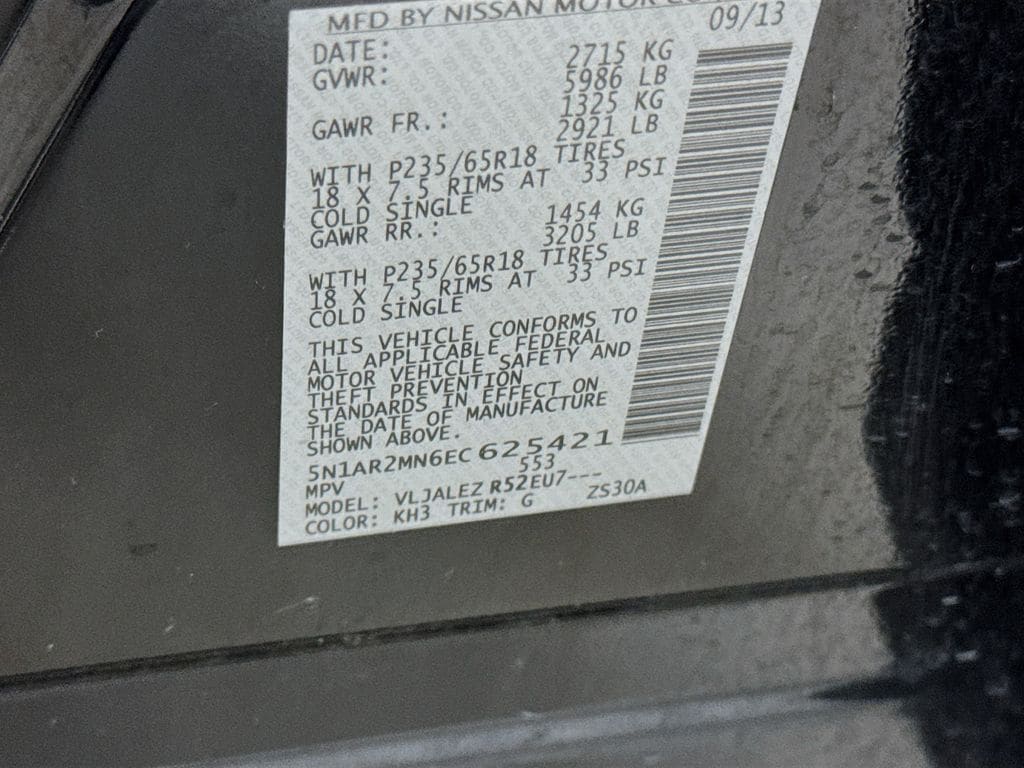 MFD BY NISSAN MOTOR CO
DATE: 09/13
GVWR: 2715 KG
5986 LB
GAWR FR.: 1325 KG
2921 LB
WITH P235/65R18 TIRES
18 X 7.5 RIMS AT 33 PSI
COLD SINGLE
GAWR RR.: 1454 KG
3205 LB
WITH P235/65R18 TIRES
18 X 7.5 RIMS AT 33 PSI
COLD SINGLE
THIS VEHICLE CONFORMS TO
ALL APPLICABLE FEDERAL
MOTOR VEHICLE SAFETY AND
THEFT PREVENTION
STANDARDS IN EFFECT ON
THE DATE OF MANUFACTURE
SHOWN ABOVE.
5N1AR2MN6EC625421
MPV 553
MODEL: VLJALEZ R52EU7---
COLOR: KH3 TRIM: G ZS30A